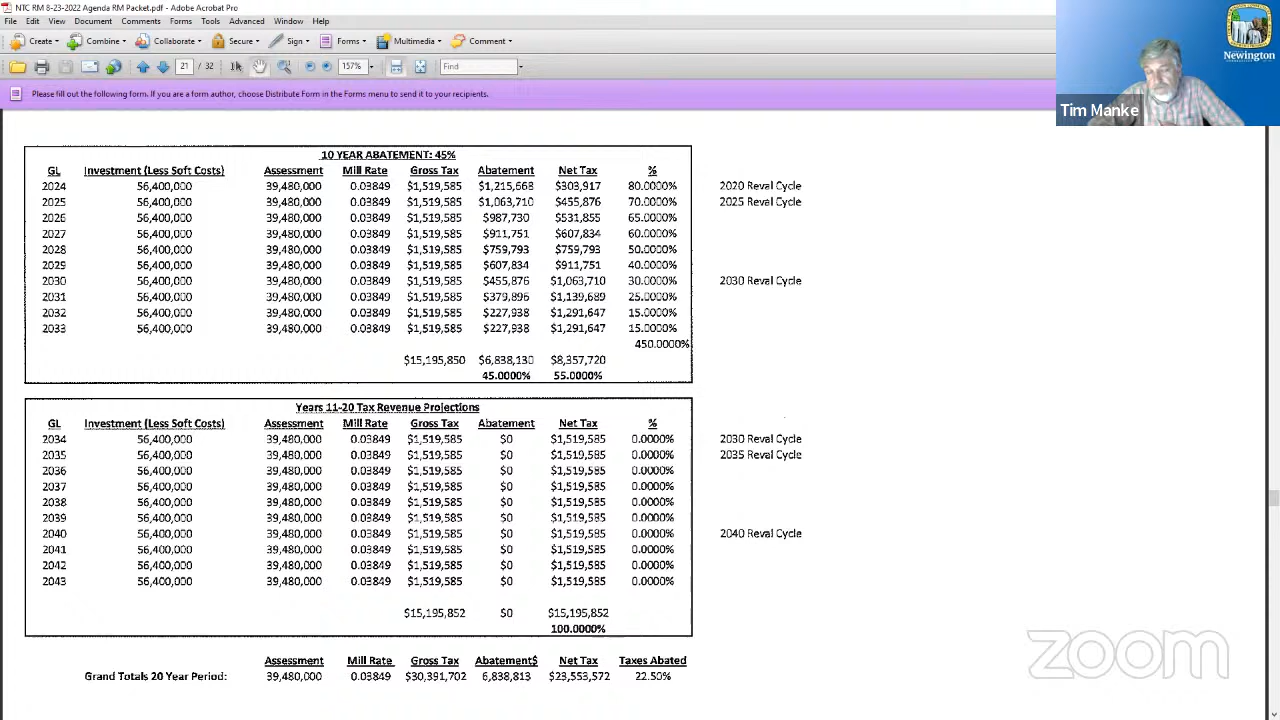 NTC RM 8-23-2022 Agenda RM Packet.pdf - Adobe Acrobat Pro
File Edit View Document Comments Forms Tools Advanced Window Help
Create Combine Collaborate Secure Sign Forms Multimedia Comment
21 / 32 157% Find
Please fill out the following form. If you are a form author, choose Distribute Form in the Forms menu to send it to your recipients.
Newington
Tim Manke
10 YEAR ABATEMENT: 45%
GL Investment (Less Soft Costs) Assessment Mill Rate Gross Tax Abatement Net Tax %
2024 56,400,000 39,480,000 0.03849 $1,519,585 $1,215,668 $303,917 80.0000% 2020 Reval Cycle
2025 56,400,000 39,480,000 0.03849 $1,519,585 $1,063,710 $455,876 70.0000% 2025 Reval Cycle
2026 56,400,000 39,480,000 0.03849 $1,519,585 $987,730 $531,855 65.0000%
2027 56,400,000 39,480,000 0.03849 $1,519,585 $911,751 $607,834 60.0000%
2028 56,400,000 39,480,000 0.03849 $1,519,585 $759,793 $759,793 50.0000%
2029 56,400,000 39,480,000 0.03849 $1,519,585 $607,834 $911,751 40.0000%
2030 56,400,000 39,480,000 0.03849 $1,519,585 $455,876 $1,063,710 30.0000% 2030 Reval Cycle
2031 56,400,000 39,480,000 0.03849 $1,519,585 $379,896 $1,139,689 25.0000%
2032 56,400,000 39,480,000 0.03849 $1,519,585 $227,938 $1,291,647 15.0000%
2033 56,400,000 39,480,000 0.03849 $1,519,585 $227,938 $1,291,647 15.0000%
450.0000%
$15,195,850 $6,838,130 $8,357,720
45.0000% 55.0000%
Years 11-20 Tax Revenue Projections
GL Investment (Less Soft Costs) Assessment Mill Rate Gross Tax Abatement Net Tax %
2034 56,400,000 39,480,000 0.03849 $1,519,585 $0 $1,519,585 0.0000% 2030 Reval Cycle
2035 56,400,000 39,480,000 0.03849 $1,519,585 $0 $1,519,585 0.0000% 2035 Reval Cycle
2036 56,400,000 39,480,000 0.03849 $1,519,585 $0 $1,519,585 0.0000%
2037 56,400,000 39,480,000 0.03849 $1,519,585 $0 $1,519,585 0.0000%
2038 56,400,000 39,480,000 0.03849 $1,519,585 $0 $1,519,585 0.0000%
2039 56,400,000 39,480,000 0.03849 $1,519,585 $0 $1,519,585 0.0000%
2040 56,400,000 39,480,000 0.03849 $1,519,585 $0 $1,519,585 0.0000% 2040 Reval Cycle
2041 56,400,000 39,480,000 0.03849 $1,519,585 $0 $1,519,585 0.0000%
2042 56,400,000 39,480,000 0.03849 $1,519,585 $0 $1,519,585 0.0000%
2043 56,400,000 39,480,000 0.03849 $1,519,585 $0 $1,519,585 0.0000%
$15,195,852 $0 $15,195,852
100.0000%
Assessment Mill Rate Gross Tax Abatement$ Net Tax Taxes Abated
Grand Totals 20 Year Period: 39,480,000 0.03849 $30,391,702 6,838,813 $23,553,572 22.50%
zoom